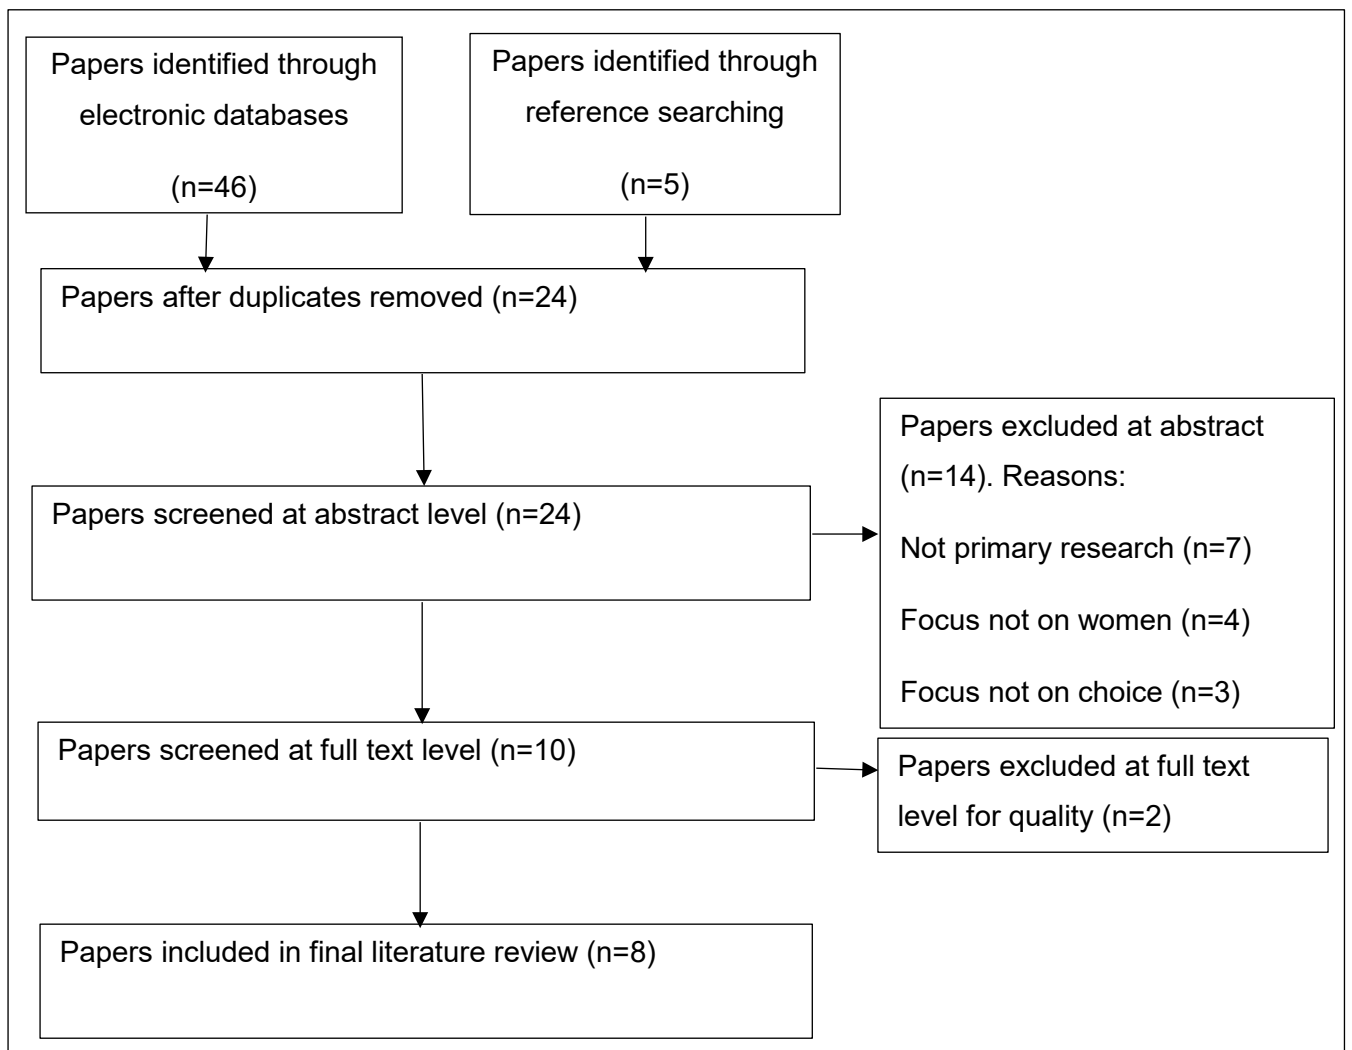 Papers identified through
electronic databases
(n=46)
Papers identified through
reference searching
(n=5)
Papers after duplicates removed (n=24)
Papers screened at abstract level (n=24)
Papers excluded at abstract
(n=14). Reasons:
Not primary research (n=7)
Focus not on women (n=4)
Focus not on choice (n=3)
Papers screened at full text level (n=10)
Papers excluded at full text
level for quality (n=2)
Papers included in final literature review (n=8)